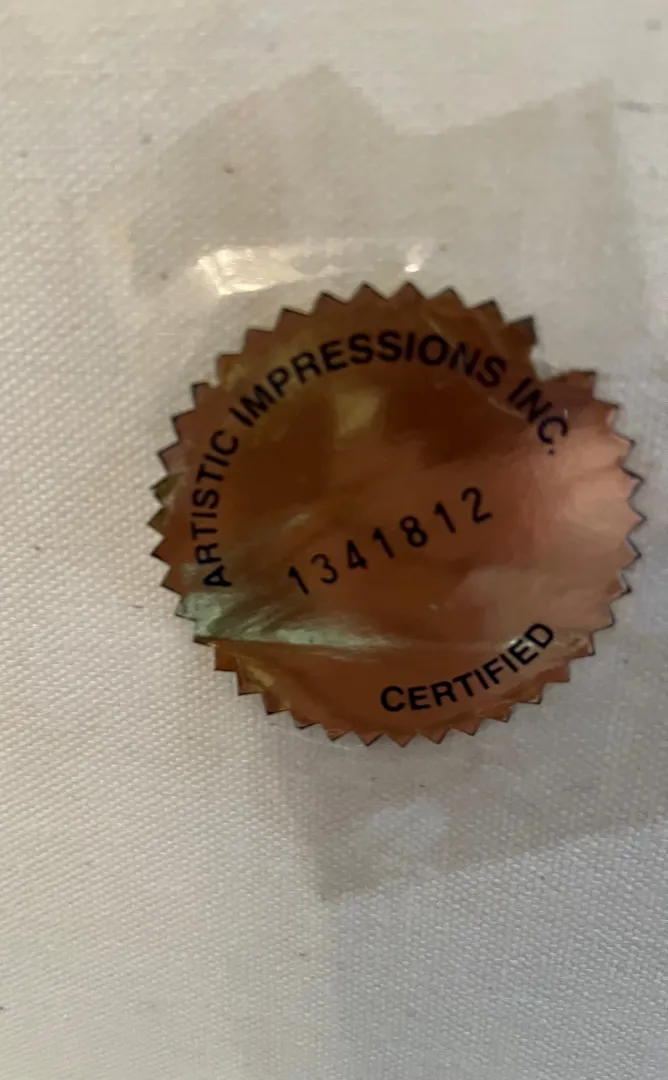 ARTISTIC IMPRESSIONS INC.
1341812
CERTIFIED